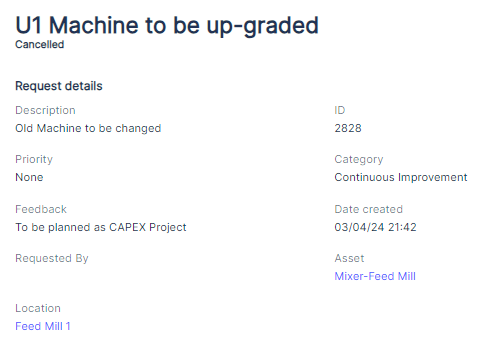 U1 Machine to be up-graded
Cancelled
Request details
Description
Old Machine to be changed
ID
2828
Priority
None
Category
Continuous Improvement
Feedback
To be planned as CAPEX Project
Date created
03/04/24 21:42
Requested By
Asset
Mixer-Feed Mill
Location
Feed Mill 1